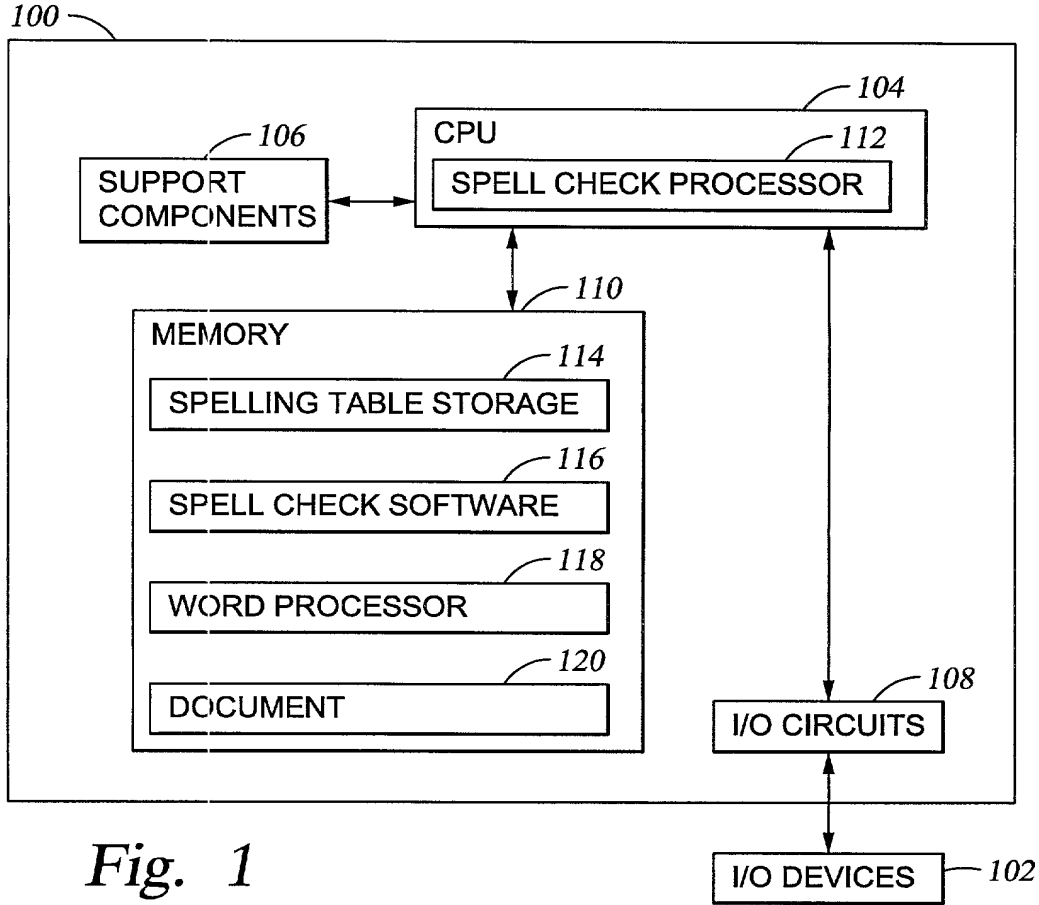 100
104
CPU
112
SPELL CHECK PROCESSOR
106
SUPPORT
COMPONENTS
110
MEMORY
114
SPELLING TABLE STORAGE
116
SPELL CHECK SOFTWARE
118
WORD PROCESSOR
120
DOCUMENT
108
I/O CIRCUITS
102
I/O DEVICES
Fig. 1